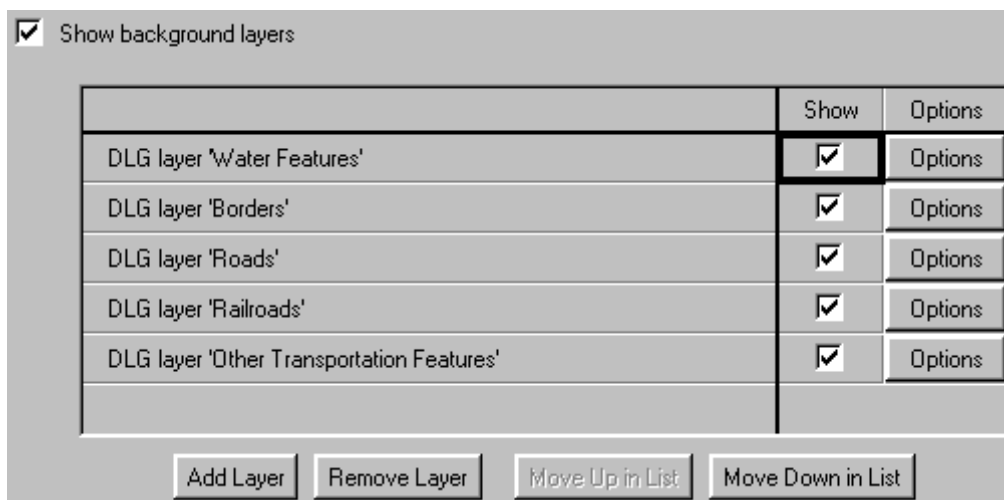 Show background layers
Show Options
DLG layer 'Water Features' Options
DLG layer 'Borders' Options
DLG layer 'Roads' Options
DLG layer 'Railroads' Options
DLG layer 'Other Transportation Features' Options
Add Layer Remove Layer Move Up in List Move Down in List